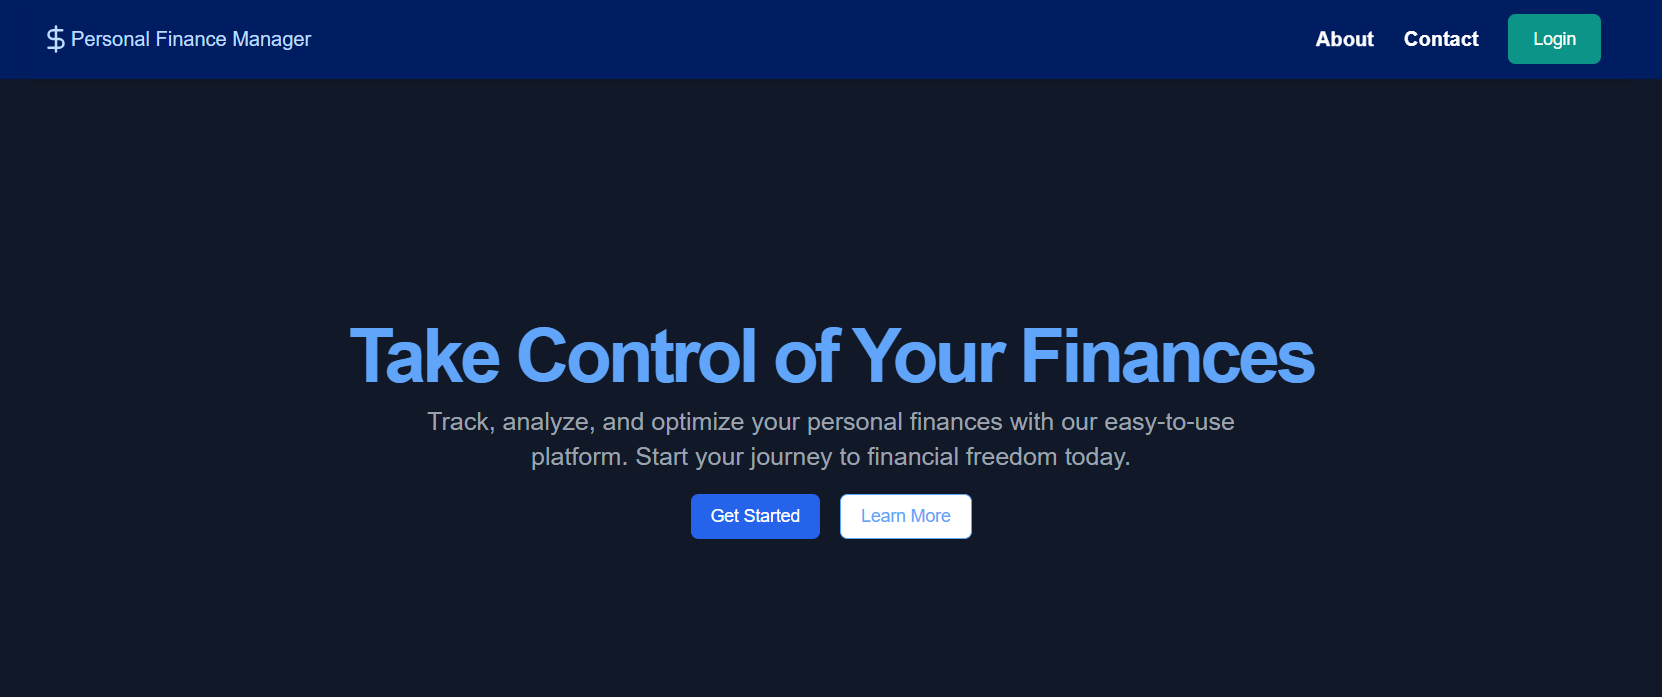 Personal Finance Manager
About
Contact
Login
Take Control of Your Finances
Track, analyze, and optimize your personal finances with our easy-to-use
platform. Start your journey to financial freedom today.
Get Started
Learn More